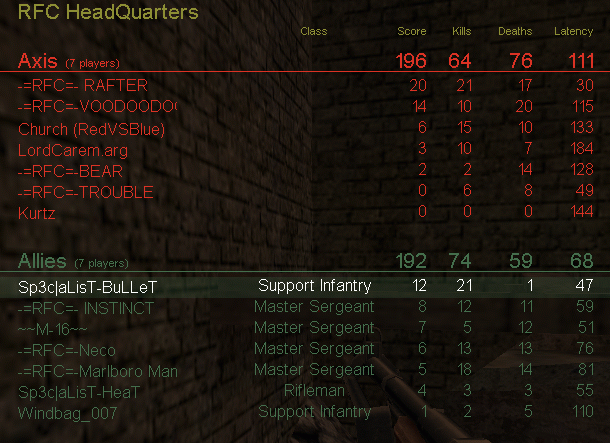 RFC HeadQuarters
Class Score Kills Deaths Latency
Axis (7 players) 196 64 76 111
-=RFC=- RAFTER 20 21 17 30
-=RFC=-VOODOODO( 14 10 20 115
Church (RedVSBlue) 6 15 10 133
LordCarem.arg 3 10 7 184
-=RFC=-BEAR 2 2 14 128
-=RFC=-TROUBLE 0 6 8 49
Kurtz 0 0 0 144
Allies (7 players) 192 74 59 68
Sp3c|aLisT-BuLLeT Support Infantry 12 21 1 47
-=RFC=- INSTINCT Master Sergeant 8 12 11 59
~~M-16~~ Master Sergeant 7 5 12 51
-=RFC=-Neco Master Sergeant 6 13 13 76
-=RFC=-Marlboro Man Master Sergeant 5 18 14 81
Sp3c|aLisT-HeaT Rifleman 4 3 3 55
Windbag_007 Support Infantry 1 2 5 110